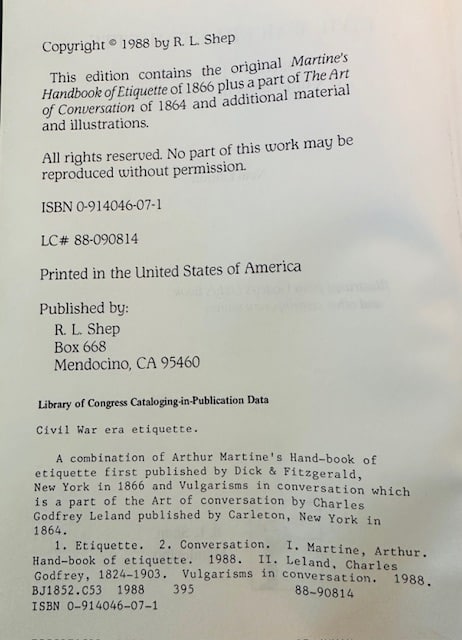 Copyright © 1988 by R. L. Shep
This edition contains the original Martine's
Handbook of Etiquette of 1866 plus a part of The Art
of Conversation of 1864 and additional material
and illustrations.
All rights reserved. No part of this work may be
reproduced without permission.
ISBN 0-914046-07-1
LC# 88-090814
Printed in the United States of America
Published by:
R. L. Shep
Box 668
Mendocino, CA 95460
Library of Congress Cataloging-in-Publication Data
Civil War era etiquette.
A combination of Arthur Martine's Hand-book of
etiquette first published by Dick & Fitzgerald,
New York in 1866 and Vulgarisms in conversation which
is a part of the Art of conversation by Charles
Godfrey Leland published by Carleton, New York in
1864.
1. Etiquette. 2. Conversation. I. Martine, Arthur.
Hand-book of etiquette. 1988. II. Leland, Charles
Godfrey, 1824-1903. Vulgarisms in conversation. 1988.
BJ1852.C53 1988 395 88-90814
ISBN 0-914046-07-1